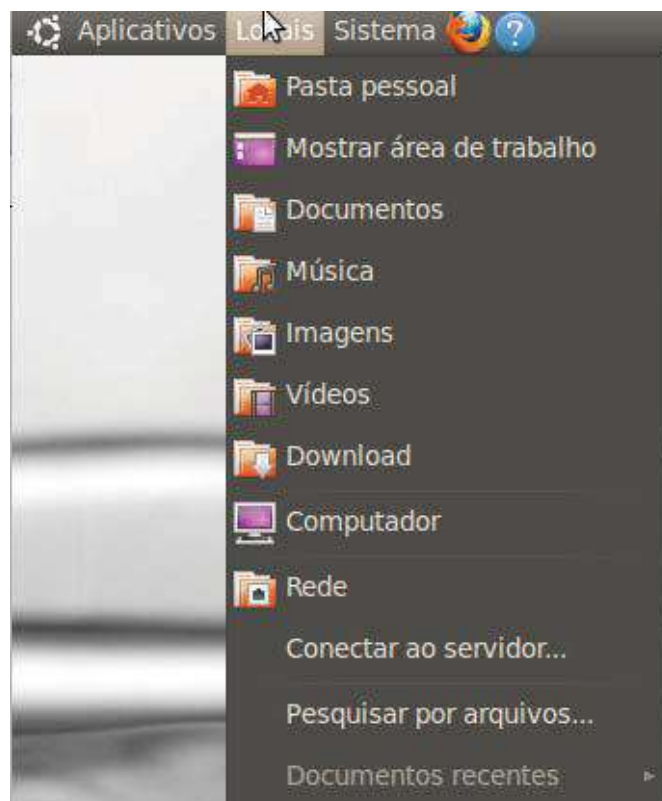 Aplicativos Locais Sistema
Pasta pessoal
Mostrar área de trabalho
Documentos
Música
Imagens
Vídeos
Download
Computador
Rede
Conectar ao servidor...
Pesquisar por arquivos...
Documentos recentes